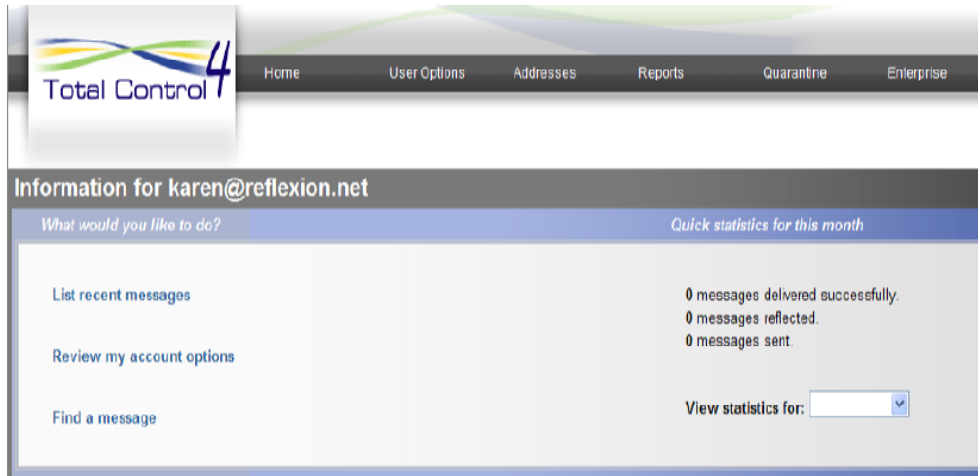 Total Control 4
Home User Options Addresses Reports Quarantine Enterprise
Information for karen@reflexion.net
What would you like to do? Quick statistics for this month
List recent messages
Review my account options
Find a message
0 messages delivered successfully.
0 messages reflected.
0 messages sent.
View statistics for: